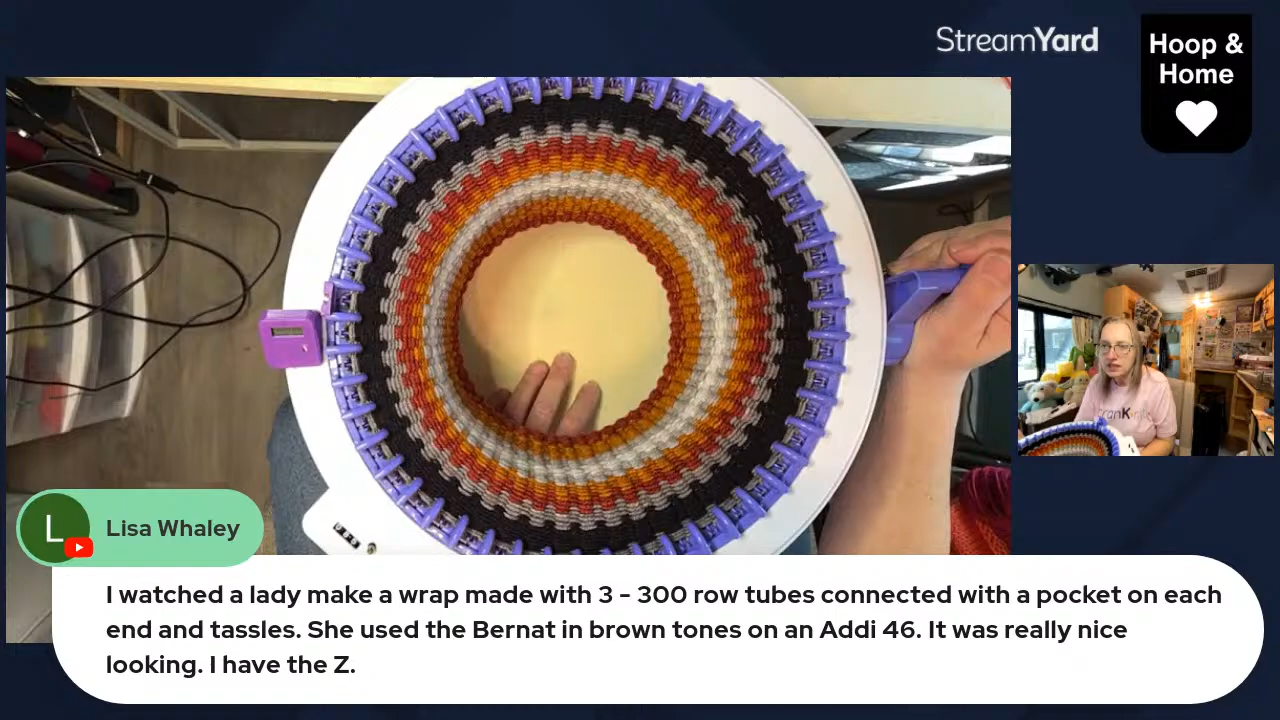 StreamYard
Hoop &
Home
Lisa Whaley
L
I watched a lady make a wrap made with 3 - 300 row tubes connected with a pocket on each
end and tassles. She used the Bernat in brown tones on an Addi 46. It was really nice
looking. I have the Z.